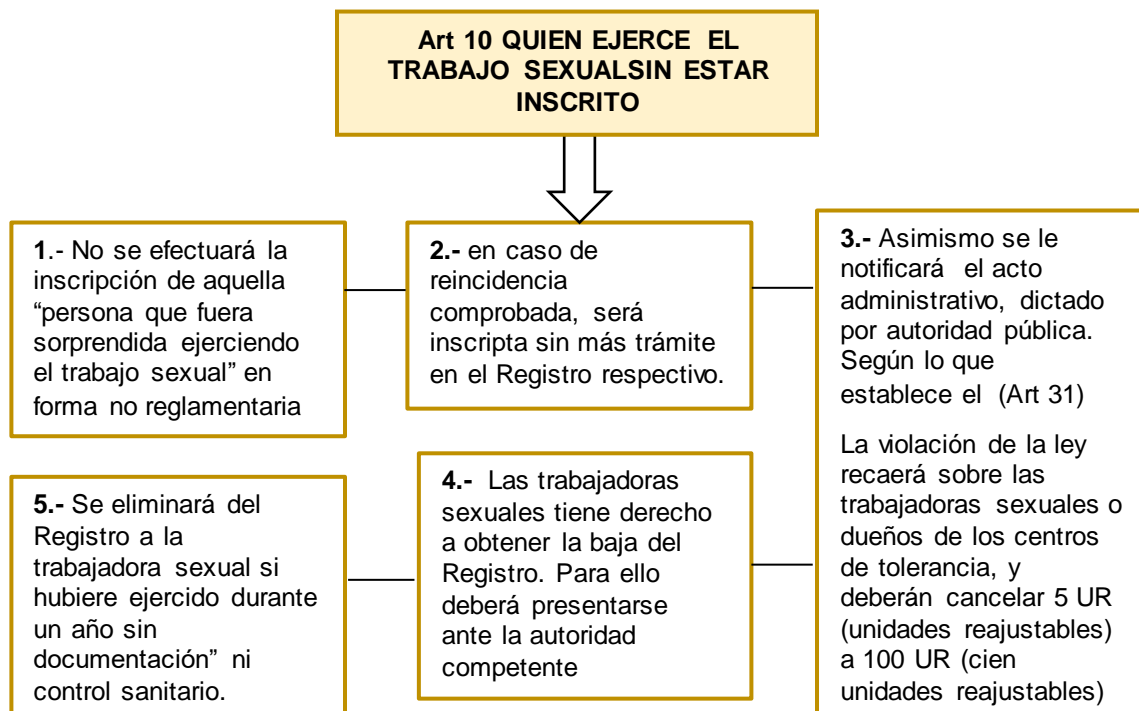 Art 10 QUIEN EJERCE EL
TRABAJO SEXUALSIN ESTAR
INSCRITO
1.- No se efectuará la
inscripción de aquella
“persona que fuera
sorprendida ejerciendo
el trabajo sexual” en
forma no reglamentaria
2.- en caso de
reincidencia
comprobada, será
inscripta sin más trámite
en el Registro respectivo.
3.- Asimismo se le
notificará el acto
administrativo, dictado
por autoridad pública.
Según lo que
establece el (Art 31)
La violación de la ley
recaerá sobre las
trabajadoras sexuales o
dueños de los centros
de tolerancia, y
deberán cancelar 5 UR
(unidades reajustables)
a 100 UR (cien
unidades reajustables)
4.- Las trabajadoras
sexuales tiene derecho
a obtener la baja del
Registro. Para ello
deberá presentarse
ante la autoridad
competente
5.- Se eliminará del
Registro a la
trabajadora sexual si
hubiere ejercido durante
un año sin
documentación” ni
control sanitario.